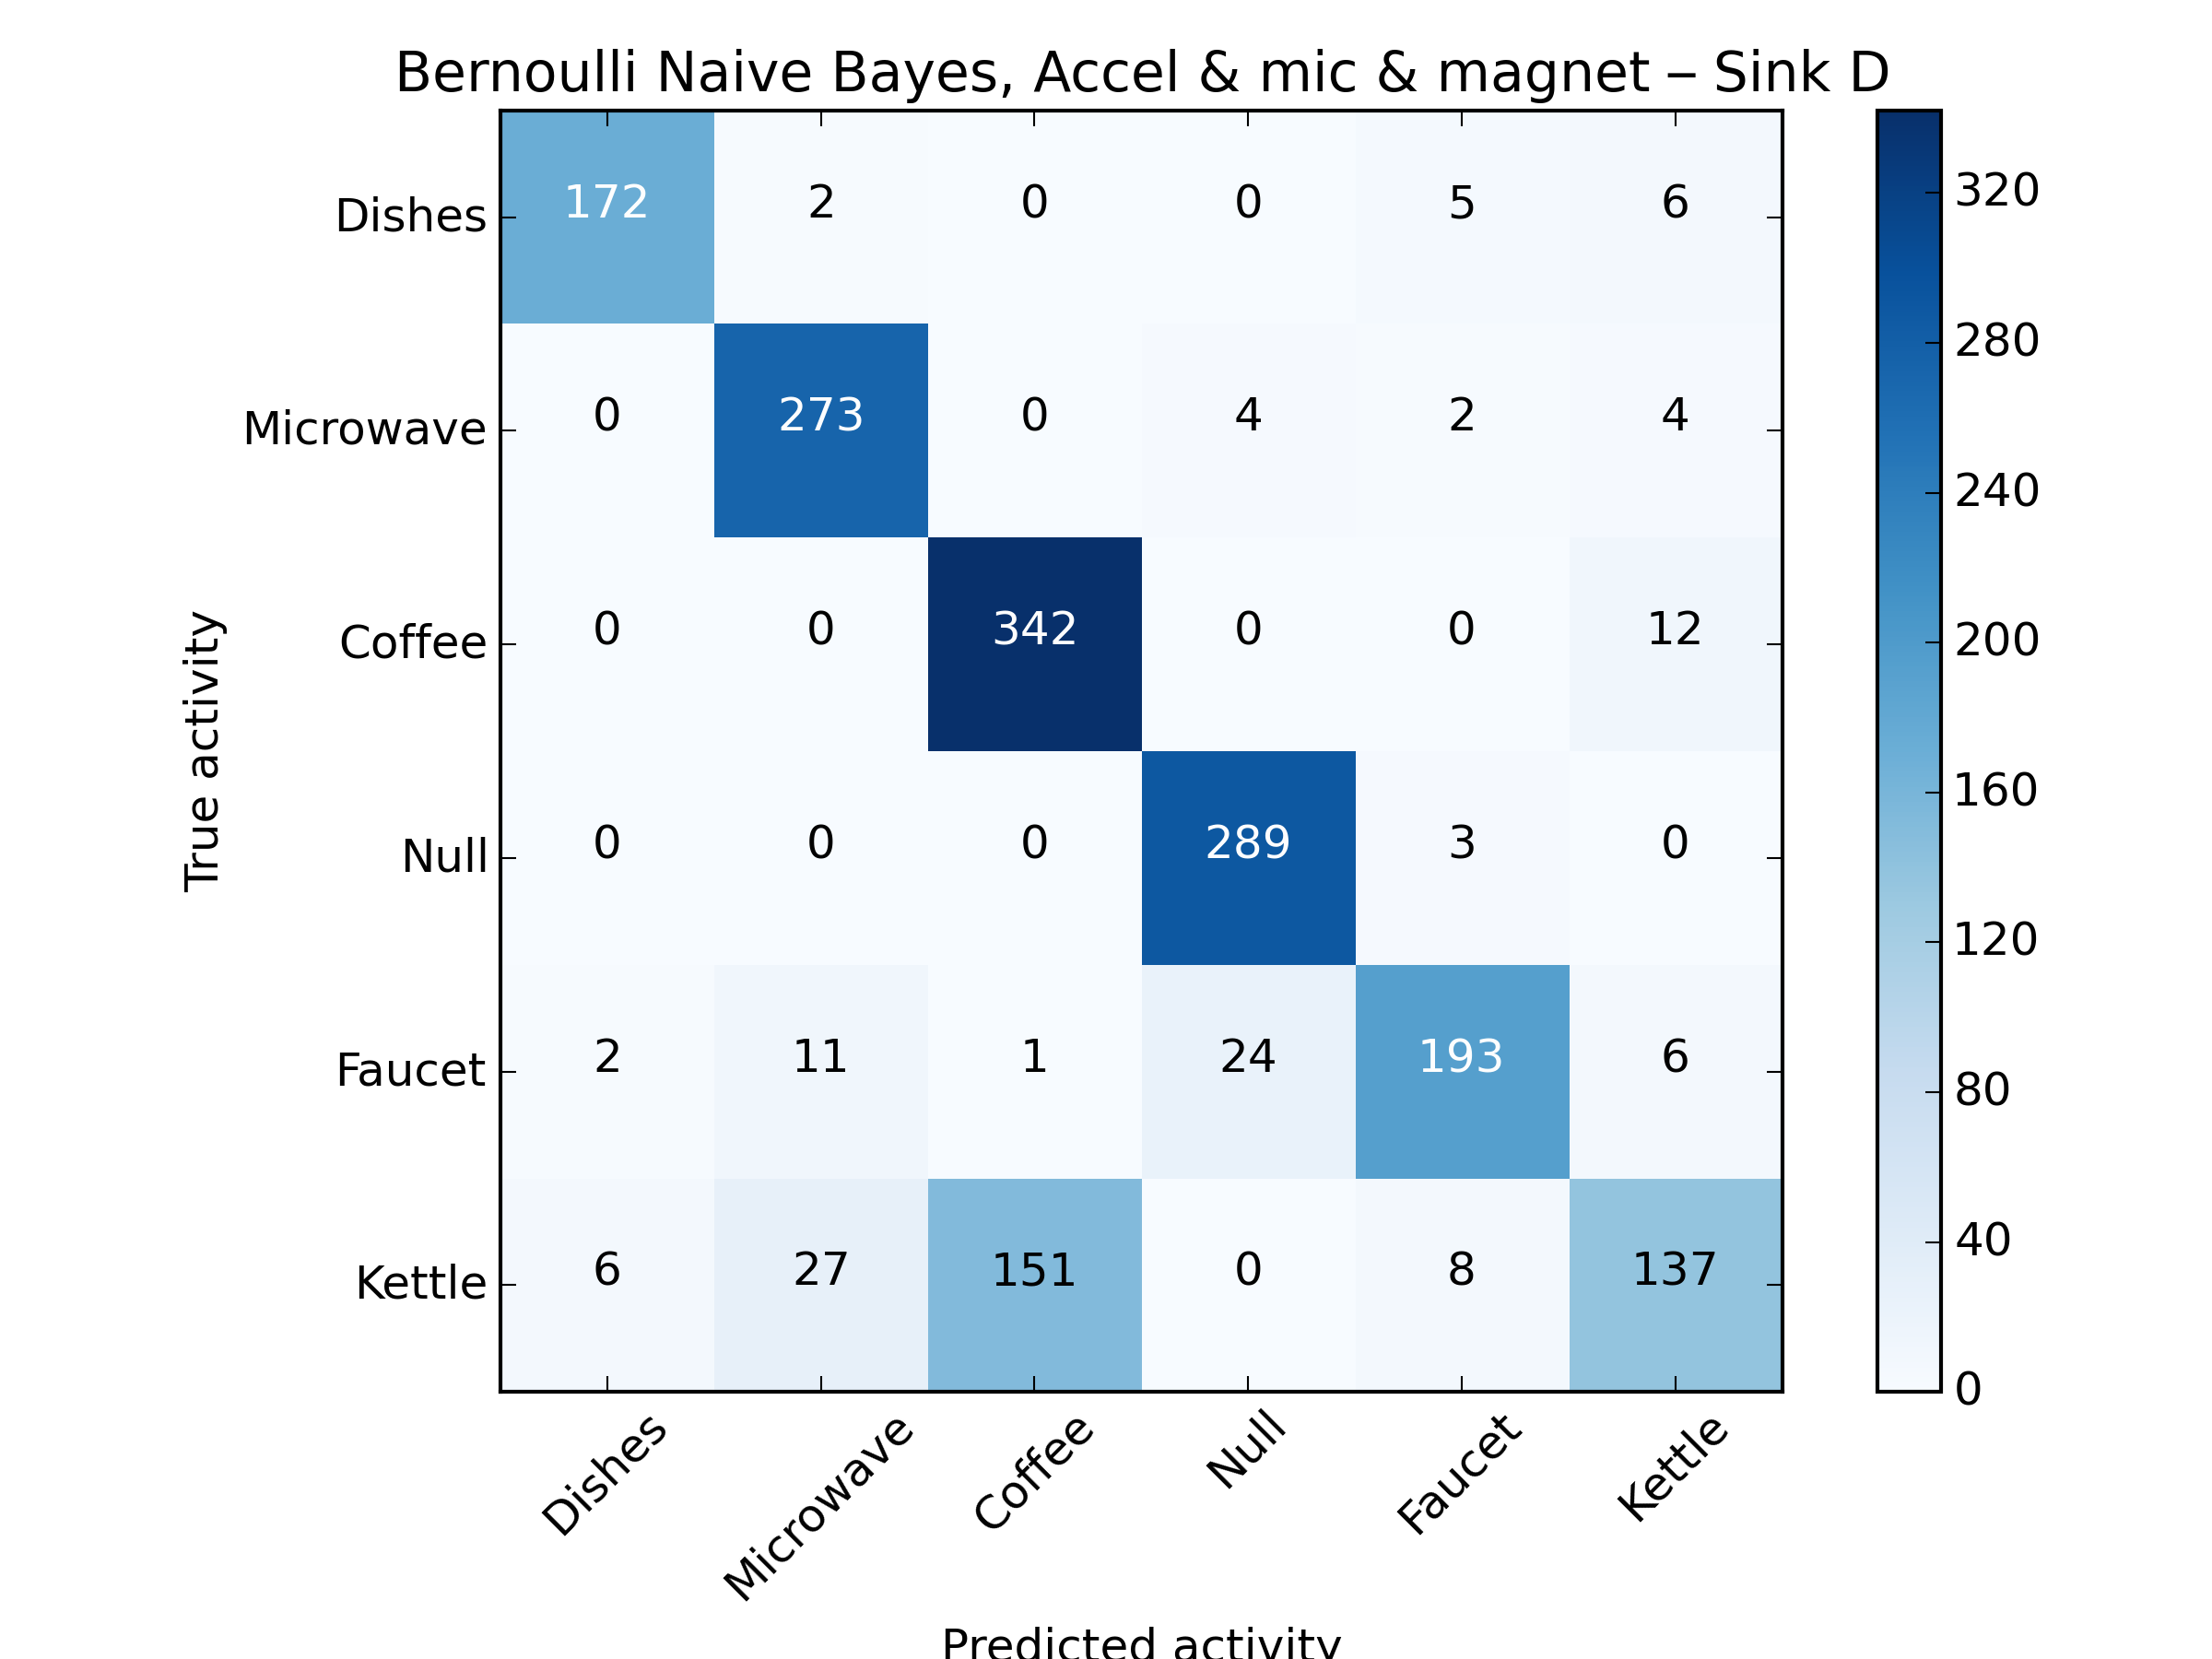 Bernoulli Naive Bayes, Accel & mic & magnet – Sink D
Dishes 172 2 0 0 5 6
Microwave 0 273 0 4 2 4
Coffee 0 0 342 0 0 12
Null 0 0 0 289 3 0
Faucet 2 11 1 24 193 6
Kettle 6 27 151 0 8 137
True activity
Dishes Microwave Coffee Null Faucet Kettle
Predicted activity
320
280
240
200
160
120
80
40
0